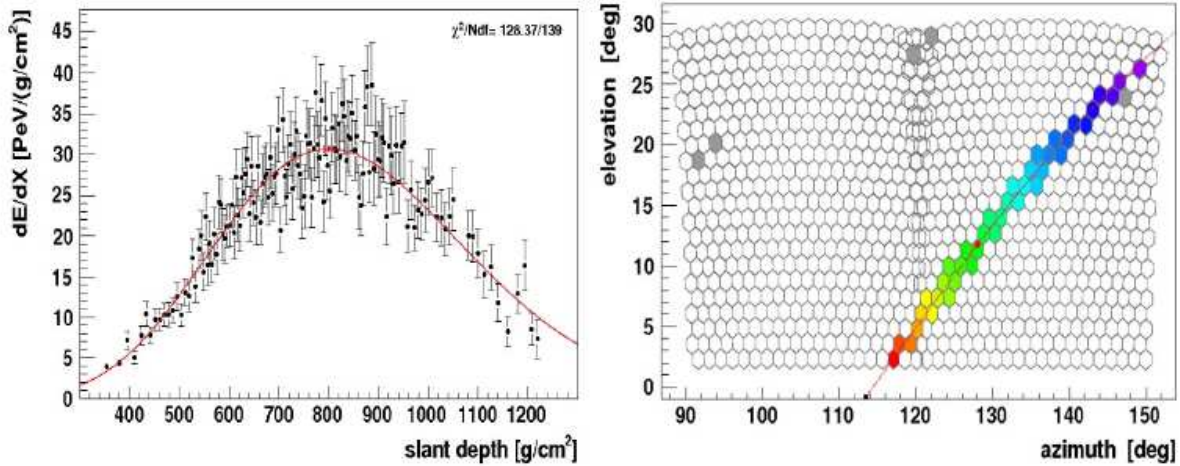 dE/dX [PeV/(g/cm²)]
45
40
35
30
25
20
15
10
5
0
χ²/Ndf= 128.37/139
400 500 600 700 800 900 1000 1100 1200
slant depth [g/cm²]
elevation [deg]
30
25
20
15
10
5
0
90 100 110 120 130 140 150
azimuth [deg]